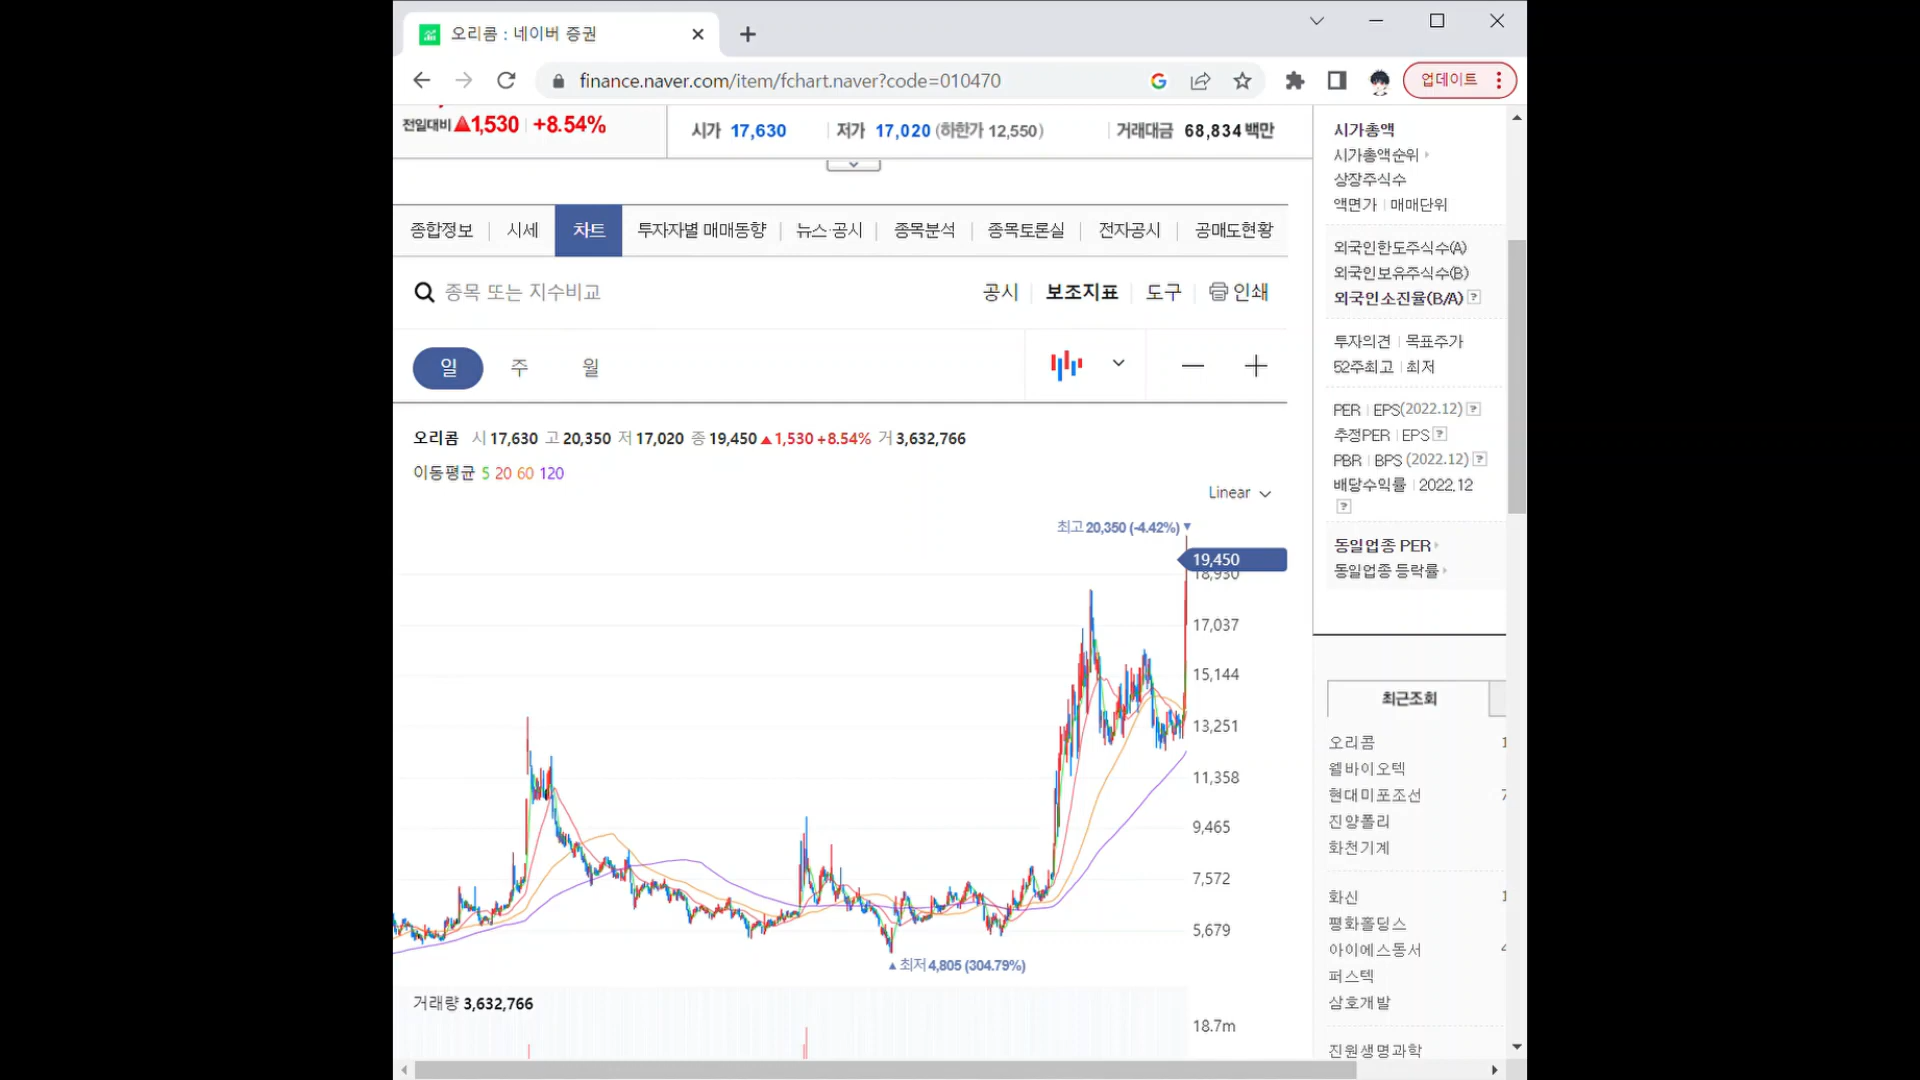 오리콤 : 네이버 증권
finance.naver.com/item/fchart.naver?code=010470
업데이트
전일대비 ▲1,530 +8.54%
시가 17,630 저가 17,020 (하한가 12,550) 거래대금 68,834 백만
종합정보 시세 차트 투자자별 매매동향 뉴스·공시 종목분석 종목토론실 전자공시 공매도현황
종목 또는 지수비교 공시 보조지표 도구 인쇄
일 주 월
오리콤 시 17,630 고 20,350 저 17,020 종 19,450 ▲1,530 +8.54% 거 3,632,766
이동평균 5 20 60 120
Linear
최고 20,350 (-4.42%) ▼
19,450
18,930
17,037
15,144
13,251
11,358
9,465
7,572
5,679
▲ 최저 4,805 (304.79%)
거래량 3,632,766
18.7m
시가총액
시가총액순위
상장주식수
액면가 매매단위
외국인한도주식수(A)
외국인보유주식수(B)
외국인소진율(B/A) ?
투자의견 목표주가
52주최고 최저
PER EPS(2022.12) ?
추정PER EPS ?
PBR BPS (2022.12) ?
배당수익률 2022.12
?
동일업종 PER
동일업종 등락률
최근조회
오리콤
웰바이오텍
현대미포조선
진양폴리
화천기계
화신
평화홀딩스
아이에스동서
퍼스텍
삼호개발
진원생명과학